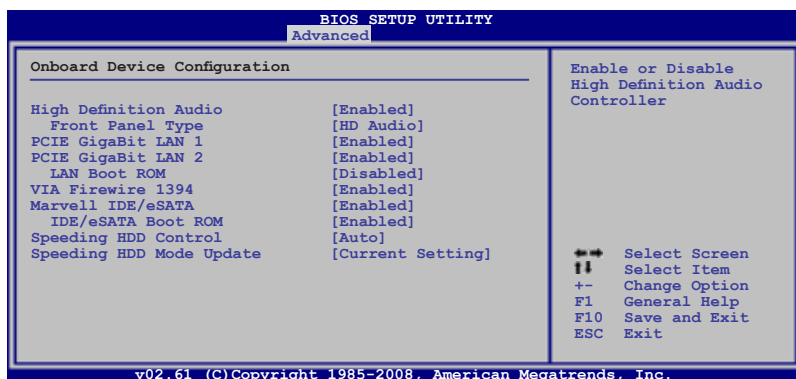 BIOS SETUP UTILITY
Advanced
Onboard Device Configuration
High Definition Audio [Enabled]
Front Panel Type [HD Audio]
PCIE GigaBit LAN 1 [Enabled]
PCIE GigaBit LAN 2 [Enabled]
LAN Boot ROM [Disabled]
VIA Firewire 1394 [Enabled]
Marvell IDE/eSATA [Enabled]
IDE/eSATA Boot ROM [Enabled]
Speeding HDD Control [Auto]
Speeding HDD Mode Update [Current Setting]
Enable or Disable
High Definition Audio
Controller
←→ Select Screen
↑↓ Select Item
+- Change Option
F1 General Help
F10 Save and Exit
ESC Exit
v02.61 (C)Copyright 1985-2008, American Megatrends, Inc.